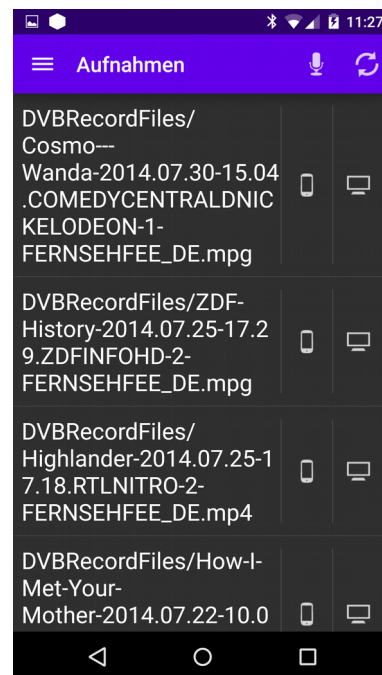 11:27
Aufnahmen
DVBRecordFiles/
Cosmo---
Wanda-2014.07.30-15.04
.COMEDYCENTRALDNIC
KELODEON-1-
FERNSEHFEE_DE.mpg
DVBRecordFiles/ZDF-
History-2014.07.25-17.2
9.ZDFINFOHD-2-
FERNSEHFEE_DE.mpg
DVBRecordFiles/
Highlander-2014.07.25-1
7.18.RTLNITRO-2-
FERNSEHFEE_DE.mp4
DVBRecordFiles/How-I-
Met-Your-
Mother-2014.07.22-10.0